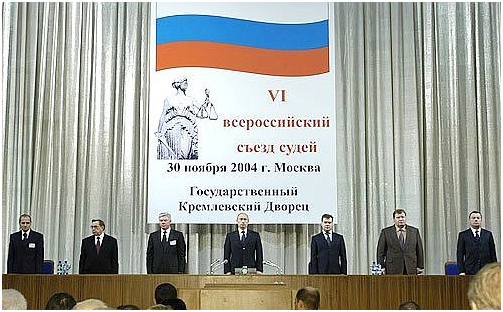 VI
всероссийский
съезд судей
30 ноября 2004 г. Москва
Государственный
Кремлевский Дворец